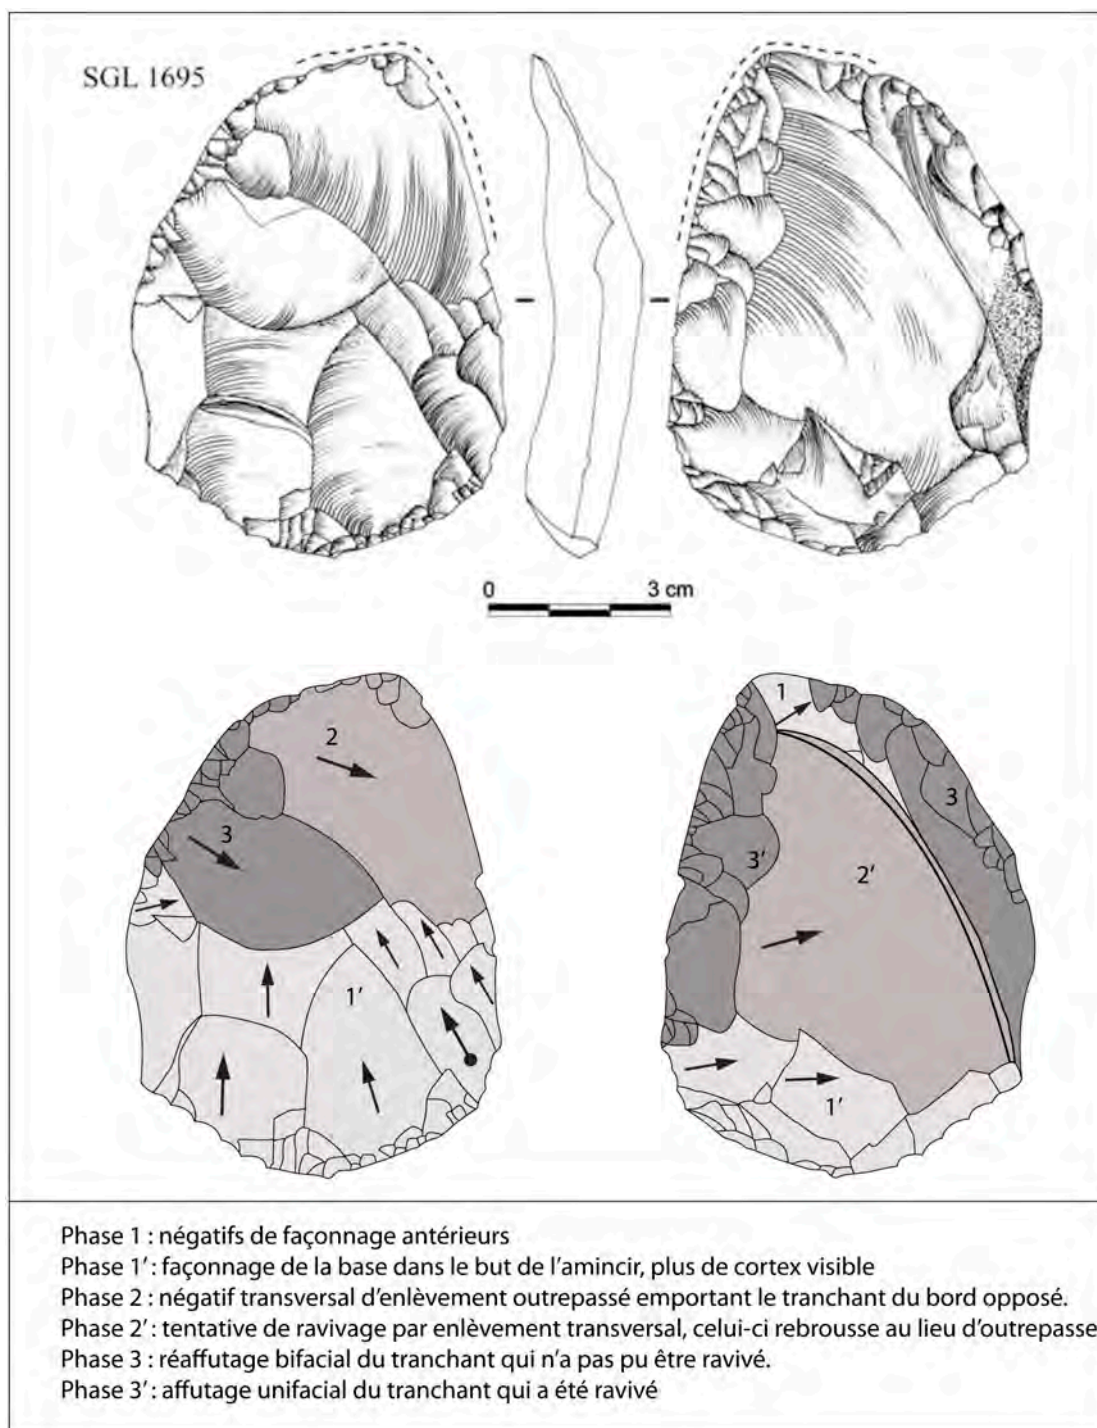 SGL 1695
0 3 cm
1
2
3
3
3'
2'
1'
1'
Phase 1 : négatifs de façonnage antérieurs
Phase 1' : façonnage de la base dans le but de l'amincir, plus de cortex visible
Phase 2 : négatif transversal d'enlèvement outrepassé emportant le tranchant du bord opposé.
Phase 2' : tentative de ravivage par enlèvement transversal, celui-ci rebrousse au lieu d'outrepasse
Phase 3 : réaffutage bifacial du tranchant qui n'a pas pu être ravivé.
Phase 3' : affutage unifacial du tranchant qui a été ravivé